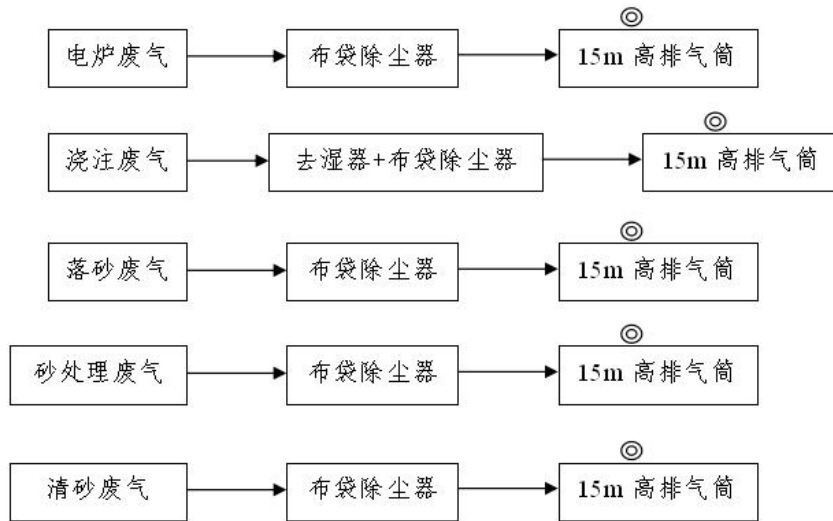 电炉废气 布袋除尘器 15m 高排气筒
浇注废气 去湿器+布袋除尘器 15m 高排气筒
落砂废气 布袋除尘器 15m 高排气筒
砂处理废气 布袋除尘器 15m 高排气筒
清砂废气 布袋除尘器 15m 高排气筒